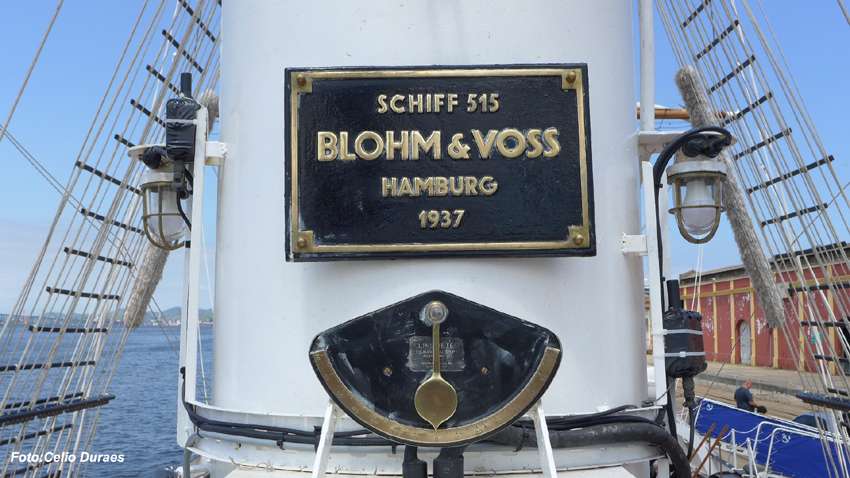 SCHIFF 515
BLOHM & VOSS
HAMBURG
1937
Foto:Celio Duraes